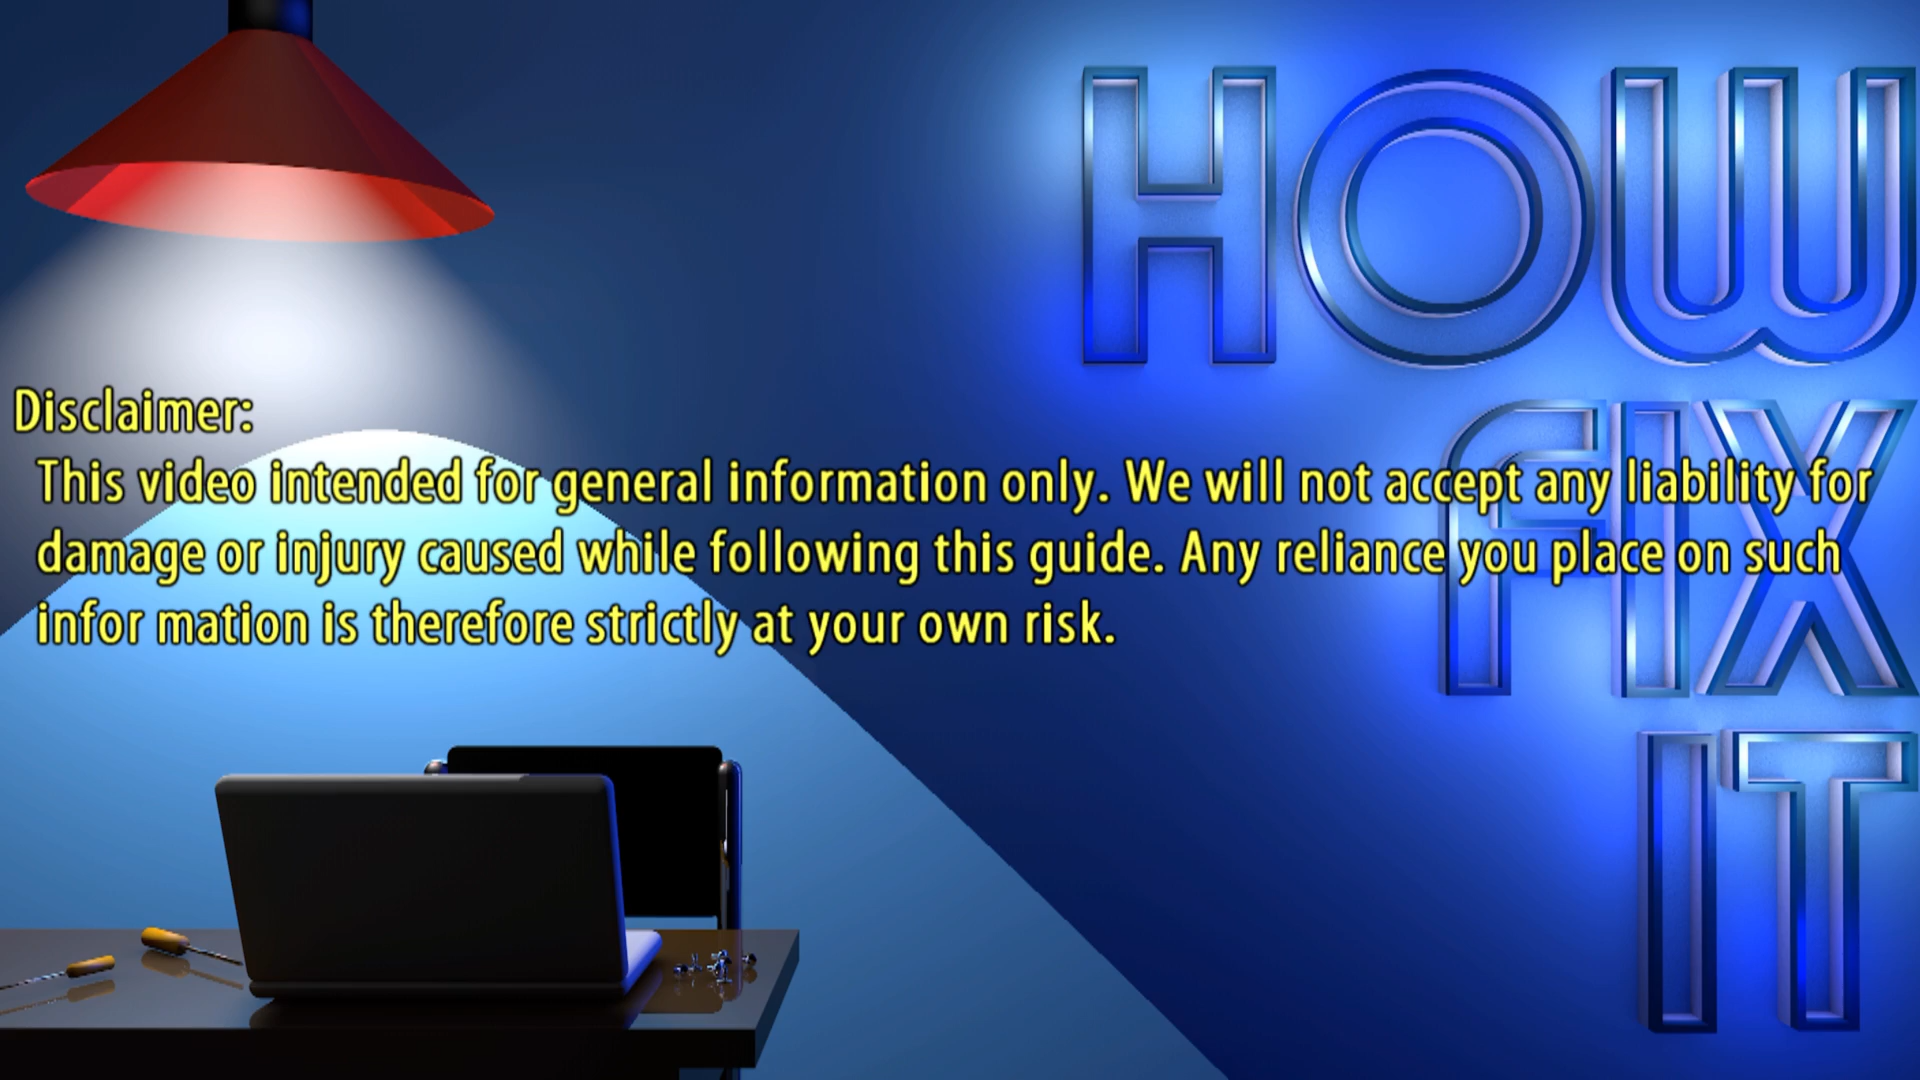 HOW
FIX
IT
Disclaimer:
This video intended for general information only. We will not accept any liability for
damage or injury caused while following this guide. Any reliance you place on such
infor mation is therefore strictly at your own risk.